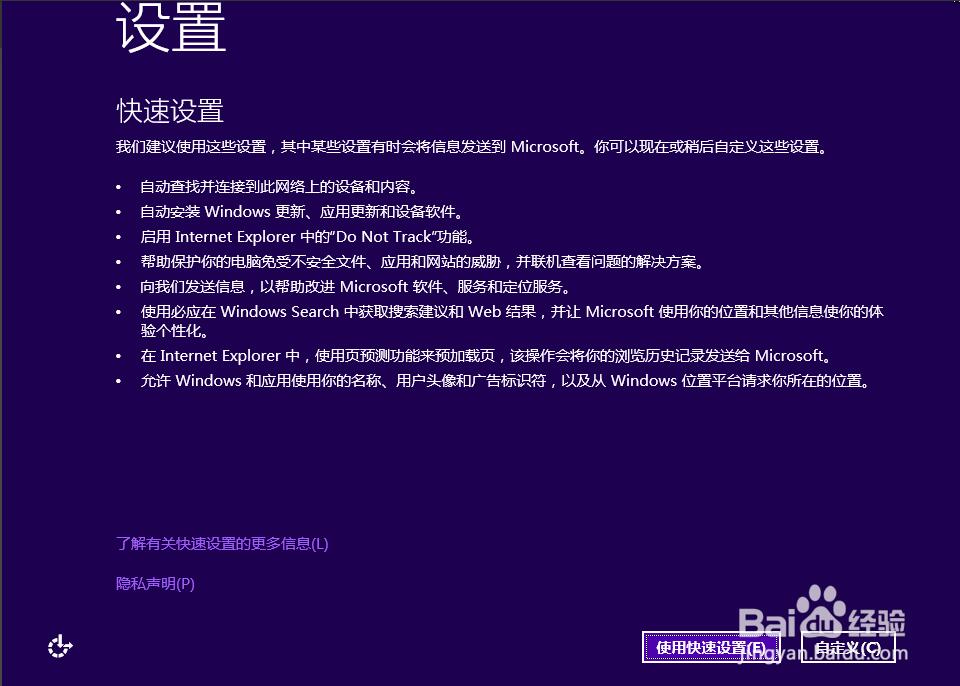 设置
快速设置
我们建议使用这些设置，其中某些设置有时会将信息发送到 Microsoft。你可以现在或稍后自定义这些设置。
• 自动查找并连接到此网络上的设备和内容。
• 自动安装 Windows 更新、应用更新和设备软件。
• 启用 Internet Explorer 中的"Do Not Track"功能。
• 帮助保护你的电脑免受不安全文件、应用和网站的威胁，并联机查看问题的解决方案。
• 向我们发送信息，以帮助改进 Microsoft 软件、服务和定位服务。
• 使用必应在 Windows Search 中获取搜索建议和 Web 结果，并让 Microsoft 使用你的位置和其他信息使你的体
验个性化。
• 在 Internet Explorer 中，使用页预测功能来预加载页，该操作会将你的浏览历史记录发送给 Microsoft。
• 允许 Windows 和应用使用你的名称、用户头像和广告标识符，以及从 Windows 位置平台请求你所在的位置。
了解有关快速设置的更多信息(L)
隐私声明(P)
Baidu 经验
使用快速设置(E) 自定义(C)
jingyan.baidu.com